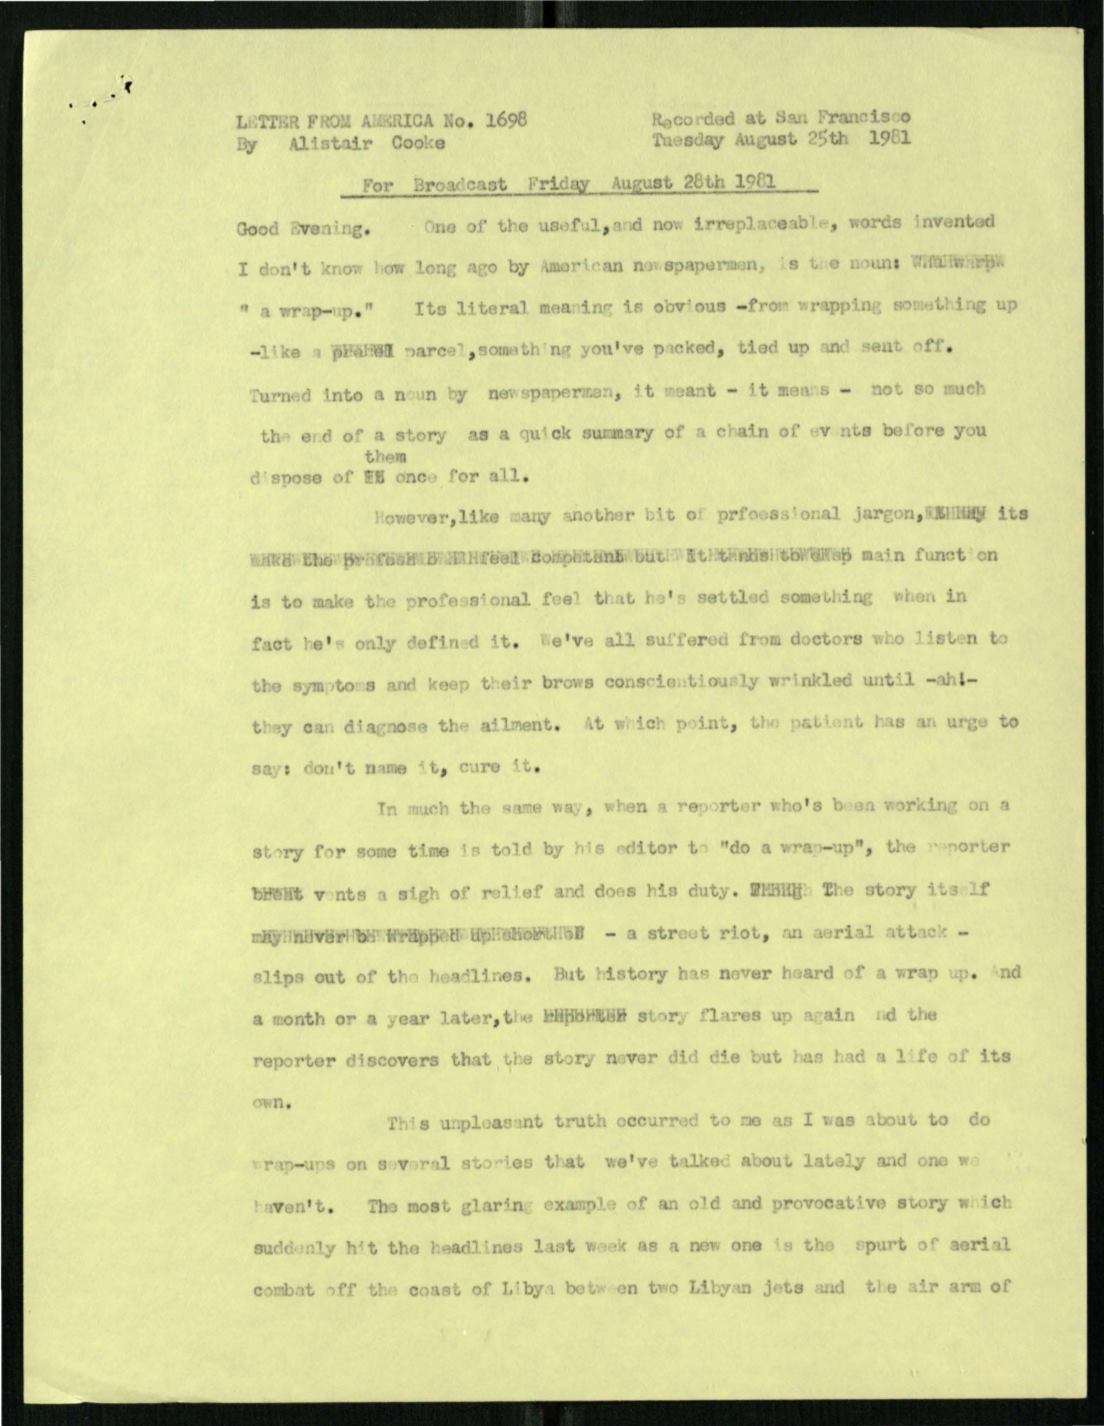 LETTER FROM AMERICA No. 1698
Recorded at San Francisco
By Alistair Cooke
Tuesday August 25th 1981
For Broadcast Friday August 28th 1981
Good Evening. One of the useful,and now irreplaceable, words invented
I don't know how long ago by American newspapermen, is the noun:
" a wrap-up." Its literal meaning is obvious -from wrapping something up
-like a parcel,something you've packed, tied up and sent off.
Turned into a noun by newspapermen, it meant - it means - not so much
the end of a story as a quick summary of a chain of events before you
them
dispose of once for all.
However,like many another bit of prfoessional jargon, its
main function
is to make the professional feel that he's settled something when in
fact he's only defined it. We've all suffered from doctors who listen to
the symptoms and keep their brows conscientiously wrinkled until -ah!-
they can diagnose the ailment. At which point, the patient has an urge to
say: don't name it, cure it.
In much the same way, when a reporter who's been working on a
story for some time is told by his editor to "do a wrap-up", the reporter
vents a sigh of relief and does his duty. The story itself
may never be wrapped up - a street riot, an aerial attack -
slips out of the headlines. But history has never heard of a wrap up. And
a month or a year later,the story flares up again and the
reporter discovers that the story never did die but has had a life of its
own.
This unpleasant truth occurred to me as I was about to do
wrap-ups on several stories that we've talked about lately and one we
haven't. The most glaring example of an old and provocative story which
suddenly hit the headlines last week as a new one is the spurt of aerial
combat off the coast of Libya between two Libyan jets and the air arm of